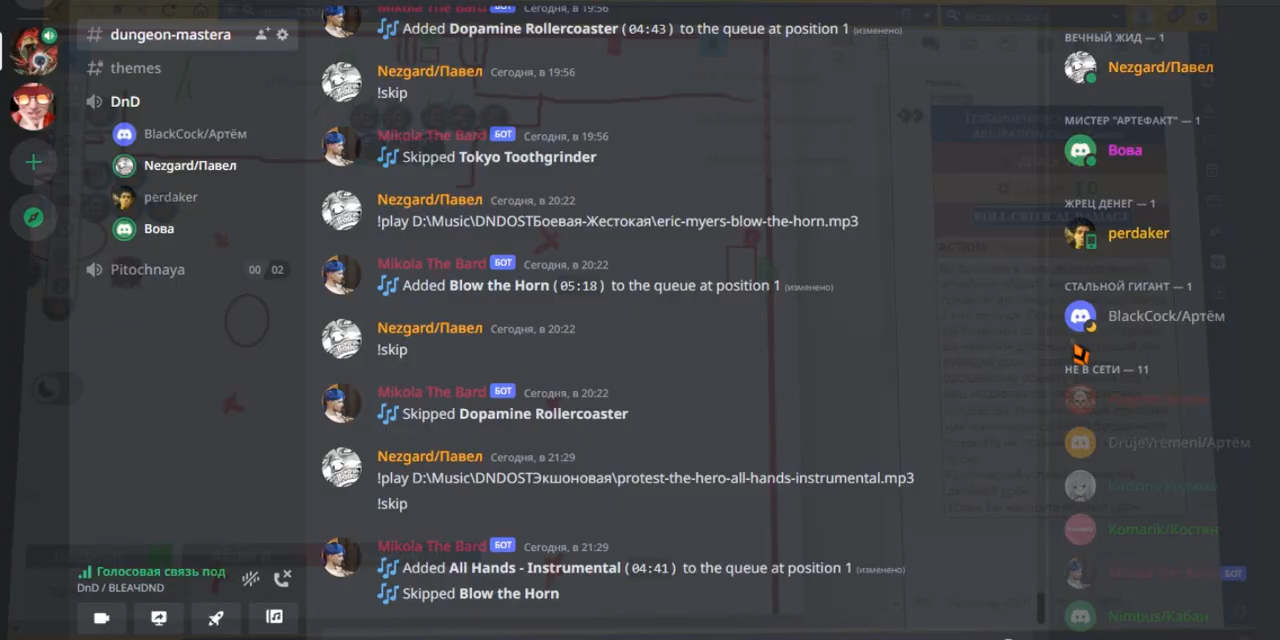 dungeon-mastera
themes
DnD
BlackCock/Артём
Nezgard/Павел
perdaker
Вова
Pitochnaya
00 02
Голосовая связь под
DnD / BLEA4DND
Mikola The Bard БОТ Сегодня, в 19:56
Added Dopamine Rollercoaster (04:43) to the queue at position 1 (изменено)
Nezgard/Павел Сегодня, в 19:56
!skip
Mikola The Bard БОТ Сегодня, в 19:56
Skipped Tokyo Toothgrinder
Nezgard/Павел Сегодня, в 20:22
!play D:\Music\DNDOSTБоевая-Жестокая\eric-myers-blow-the-horn.mp3
Mikola The Bard БОТ Сегодня, в 20:22
Added Blow the Horn (05:18) to the queue at position 1 (изменено)
Nezgard/Павел Сегодня, в 20:22
!skip
Mikola The Bard БОТ Сегодня, в 20:22
Skipped Dopamine Rollercoaster
Nezgard/Павел Сегодня, в 21:29
!play D:\Music\DNDOSTЭкшоновая\protest-the-hero-all-hands-instrumental.mp3
!skip
Mikola The Bard БОТ Сегодня, в 21:29
Added All Hands - Instrumental (04:41) to the queue at position 1 (изменено)
Skipped Blow the Horn
ВЕЧНЫЙ ЖИД — 1
Nezgard/Павел
МИСТЕР "АРТЕФАКТ" — 1
Вова
ЖРЕЦ ДЕНЕГ — 1
perdaker
СТАЛЬНОЙ ГИГАНТ — 1
BlackCock/Артём
НЕ В СЕТИ — 11
DrujeVremeni/Артём
Komarik/Костян
БОТ
Nimbus/Кабан
ROLL CRITICAL DAMAGE